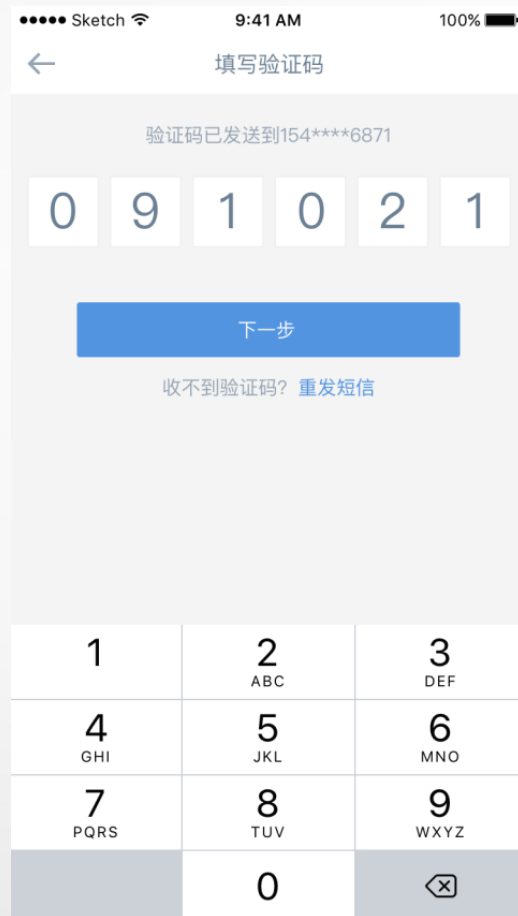 ●●●●● Sketch 9:41 AM 100%
填写验证码
验证码已发送到154****6871
0 9 1 0 2 1
下一步
收不到验证码？重发短信
1 2 3
ABC DEF
4 5 6
GHI JKL MNO
7 8 9
PQRS TUV WXYZ
0